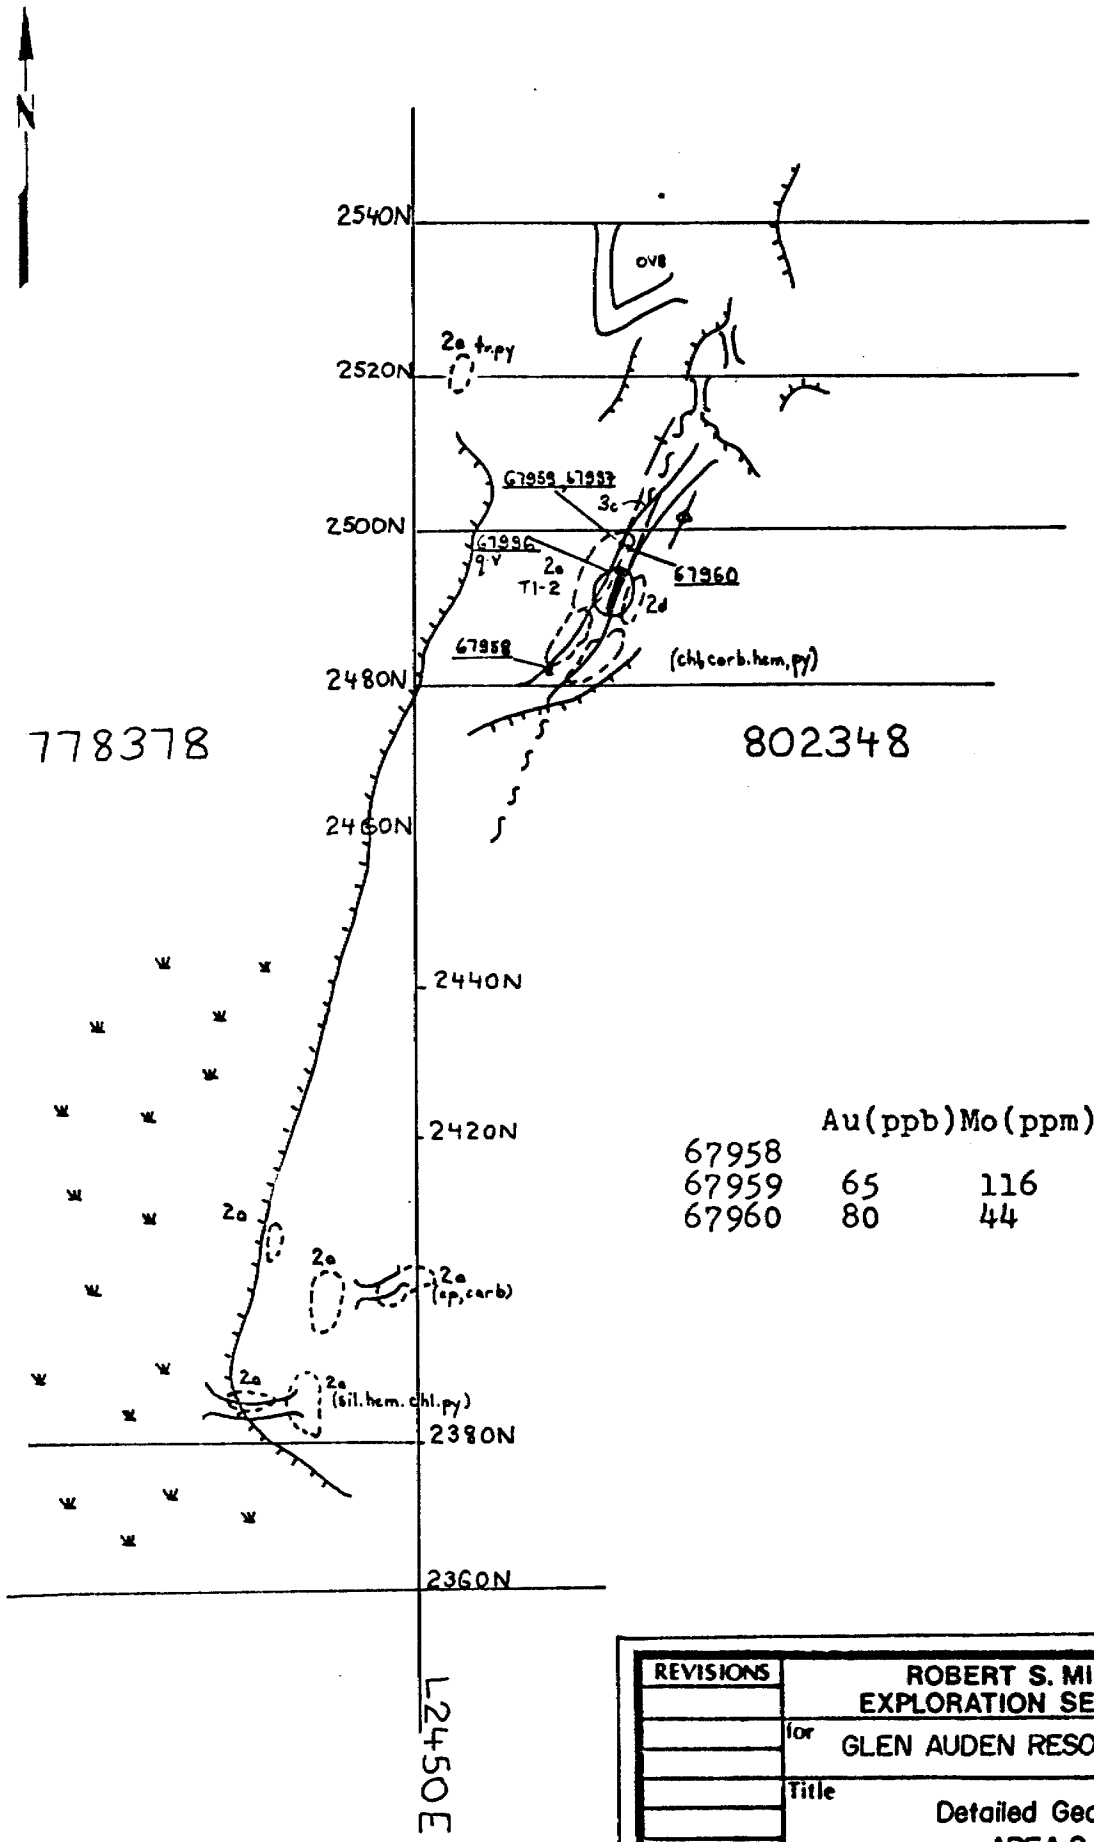 N
2540N
OVB
2a tr.py
2520N
67959, 67997
3c
2500N
67996
q.v
2a
T1-2
67960
2d
67958
(chl, carb. hem, py)
2480N
778378
802348
2460N
2440N
2420N
Au(ppb) Mo(ppm)
67958
67959 65 116
67960 80 44
2a
2a
2a
(ep, carb)
2a
2a
(sil. hem. chl. py)
2380N
2360N
L2450E
REVISIONS
ROBERT S. MI
EXPLORATION SE
for GLEN AUDEN RESO
Title
Detailed Geo